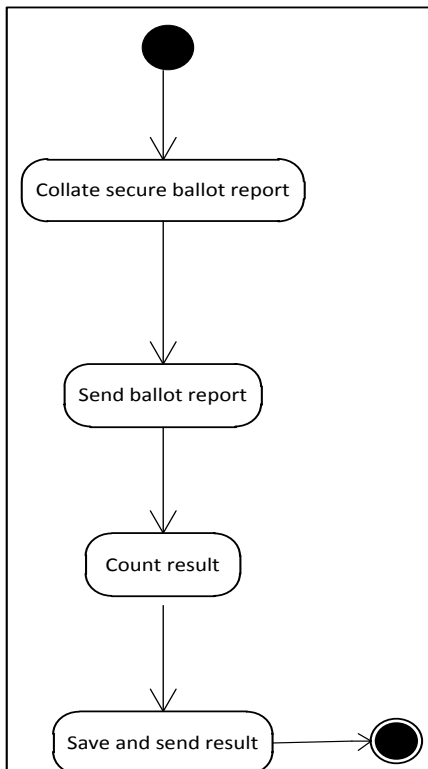 Collate secure ballot report
Send ballot report
Count result
Save and send result